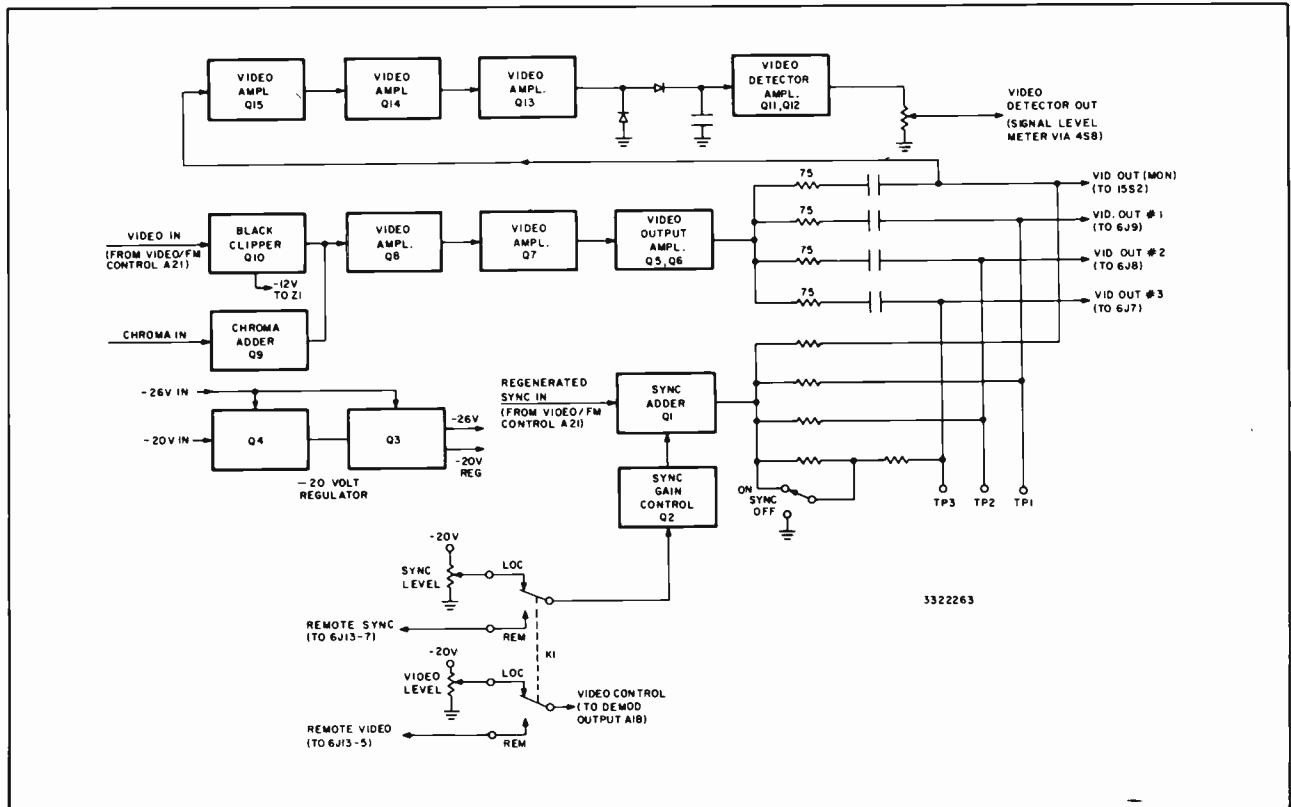 VIDEO
AMPL
Q15
VIDEO
AMPL
Q14
VIDEO
AMPL.
Q13
VIDEO
DETECTOR
AMPL.
Q11,Q12
VIDEO
DETECTOR OUT
(SIGNAL LEVEL
METER VIA 4S8)
75
VID OUT (MON)
(TO 15S2)
75
VID. OUT #1
(TO 6J9)
75
VID OUT #2
(TO 6J8)
75
VID OUT #3
(TO 6J7)
VIDEO IN
(FROM VIDEO/FM
CONTROL A21)
BLACK
CLIPPER
Q10
-12V
TO Z1
VIDEO
AMPL.
Q8
VIDEO
AMPL.
Q7
VIDEO
OUTPUT
AMPL.
Q5,Q6
CHROMA IN
CHROMA
ADDER
Q9
-26V IN
-20V IN
Q4
Q3
-26V
-20V
REG
-20 VOLT
REGULATOR
REGENERATED
SYNC IN
(FROM VIDEO/FM
CONTROL A21)
SYNC
ADDER
Q1
SYNC
GAIN
CONTROL
Q2
ON
SYNC
OFF
TP3
TP2
TP1
-20V
SYNC
LEVEL
LOC
REMOTE SYNC
(TO 6J13-7)
REM
K1
-20V
VIDEO
LEVEL
LOC
VIDEO CONTROL
(TO DEMOD
OUTPUT A18)
REMOTE VIDEO
(TO 6J13-5)
REM
3322263